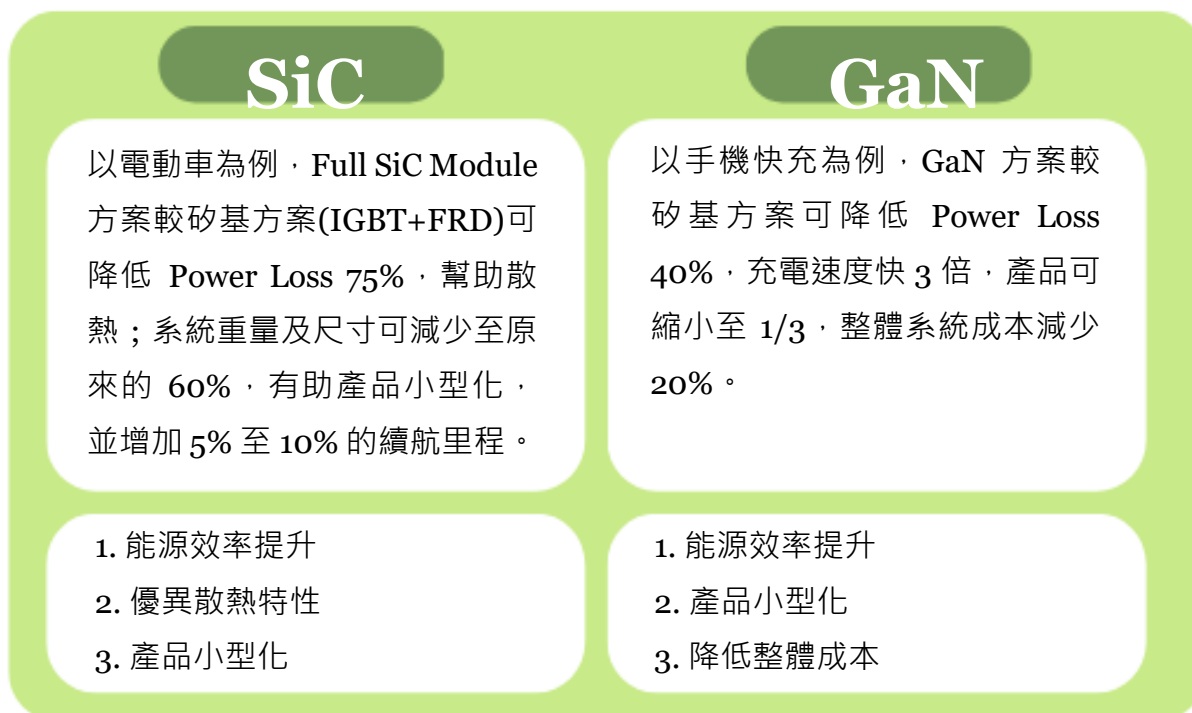 SiC
以電動車為例，Full SiC Module
方案較矽基方案(IGBT+FRD)可
降低 Power Loss 75%，幫助散
熱；系統重量及尺寸可減少至原
來的 60%，有助產品小型化，
並增加 5% 至 10% 的續航里程。
1. 能源效率提升
2. 優異散熱特性
3. 產品小型化
GaN
以手機快充為例，GaN 方案較
矽基方案可降低 Power Loss
40%，充電速度快 3 倍，產品可
縮小至 1/3，整體系統成本減少
20%。
1. 能源效率提升
2. 產品小型化
3. 降低整體成本